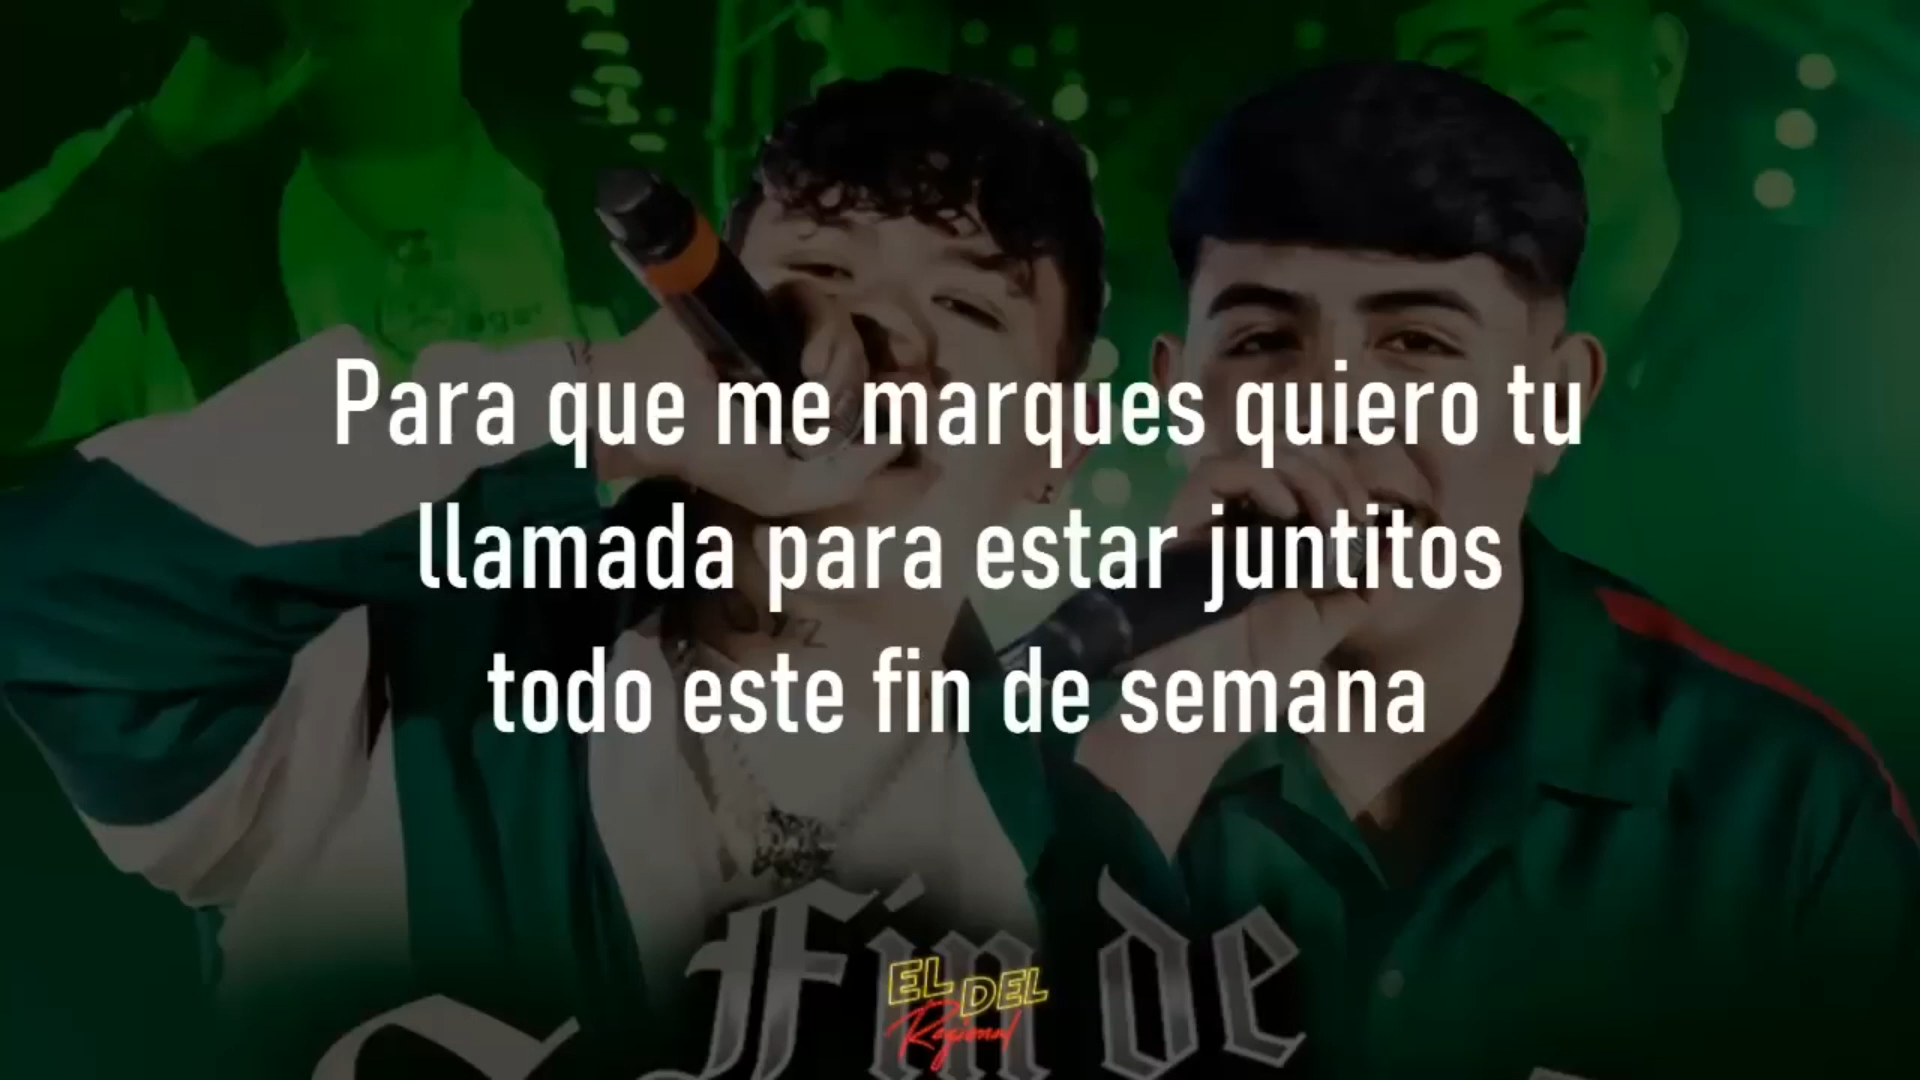 Para que me marques quiero tu
llamada para estar juntitos
todo este fin de semana
Fin de
EL DEL
Regional